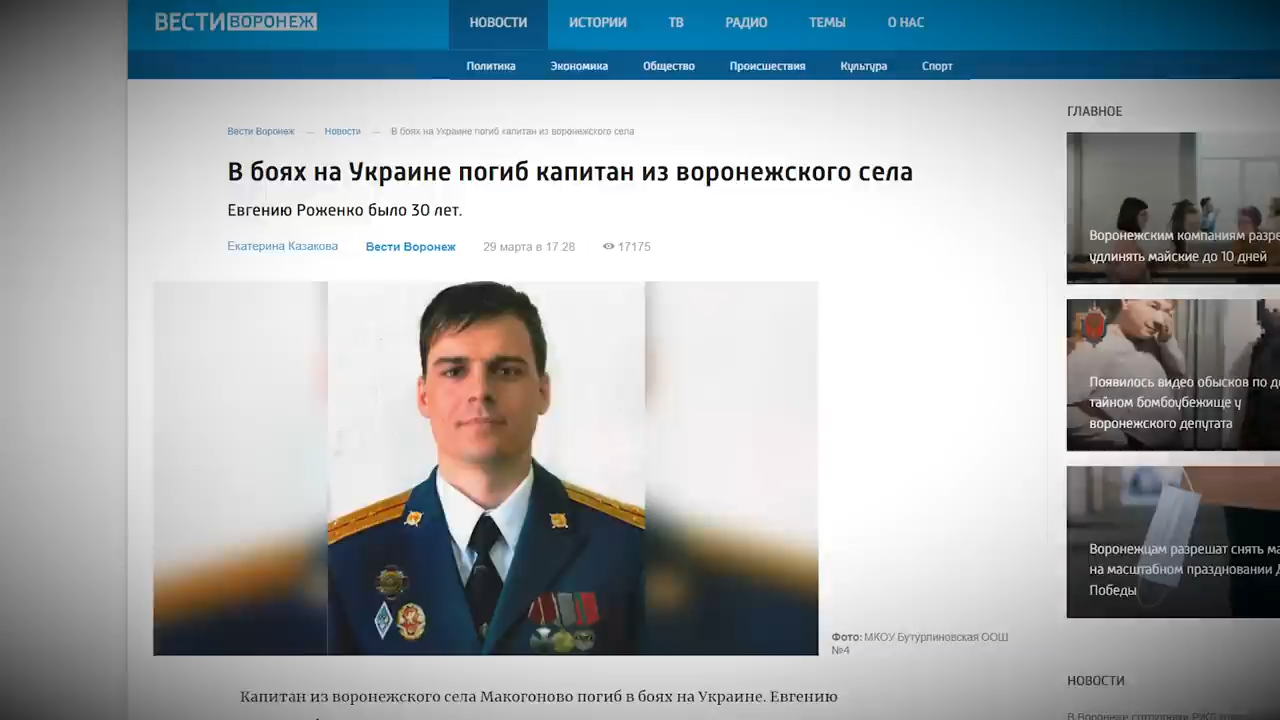 ВЕСТИ ВОРОНЕЖ
НОВОСТИ ИСТОРИИ ТВ РАДИО ТЕМЫ О НАС
Политика Экономика Общество Происшествия Культура Спорт
Вести Воронеж — Новости — В боях на Украине погиб капитан из воронежского села
В боях на Украине погиб капитан из воронежского села
Евгению Роженко было 30 лет.
Екатерина Казакова Вести Воронеж 29 марта в 17.28 17175
Фото: МКОУ Бутурлиновская ООШ
№4
Капитан из воронежского села Макогоново погиб в боях на Украине. Евгению
ГЛАВНОЕ
Воронежским компаниям
удлинять майские до 10 дней
Появилось видео обысков по
тайном бомбоубежище у
воронежского депутата
Воронежцам разрешат снять
на масштабном праздновании
Победы
НОВОСТИ